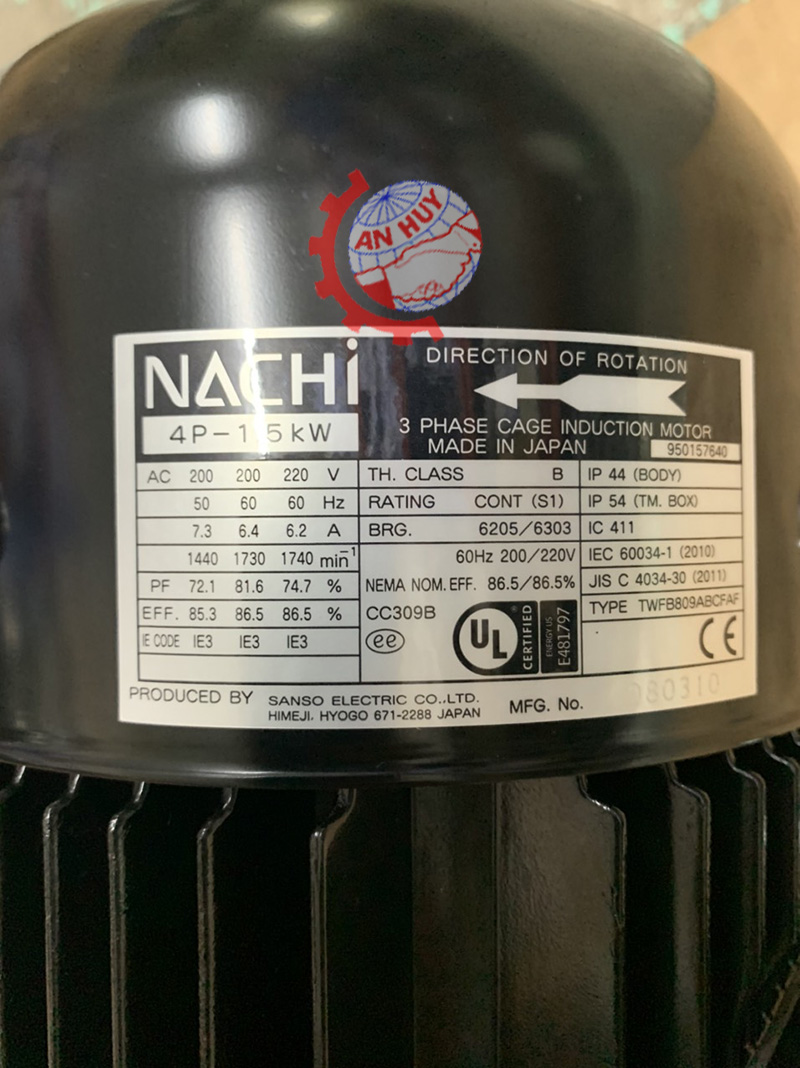 AN HUY
NACHi
DIRECTION OF ROTATION
4P-1.5kW
3 PHASE CAGE INDUCTION MOTOR
MADE IN JAPAN
950157640
AC 200 200 220 V
50 60 60 Hz
7.3 6.4 6.2 A
1440 1730 1740 min⁻¹
PF 72.1 81.6 74.7 %
EFF. 85.3 86.5 86.5 %
IE CODE IE3 IE3 IE3
TH. CLASS B
RATING CONT (S1)
BRG. 6205/6303
60Hz 200/220V
NEMA NOM. EFF. 86.5/86.5%
CC309B
ee
UL
®
CERTIFIED
ENERGY US
E481797
IP 44 (BODY)
IP 54 (TM. BOX)
IC 411
IEC 60034-1 (2010)
JIS C 4034-30 (2011)
TYPE TWFB809ABCFAF
CE
PRODUCED BY SANSO ELECTRIC CO.,LTD.
HIMEJI, HYOGO 671-2288 JAPAN
MFG. No.